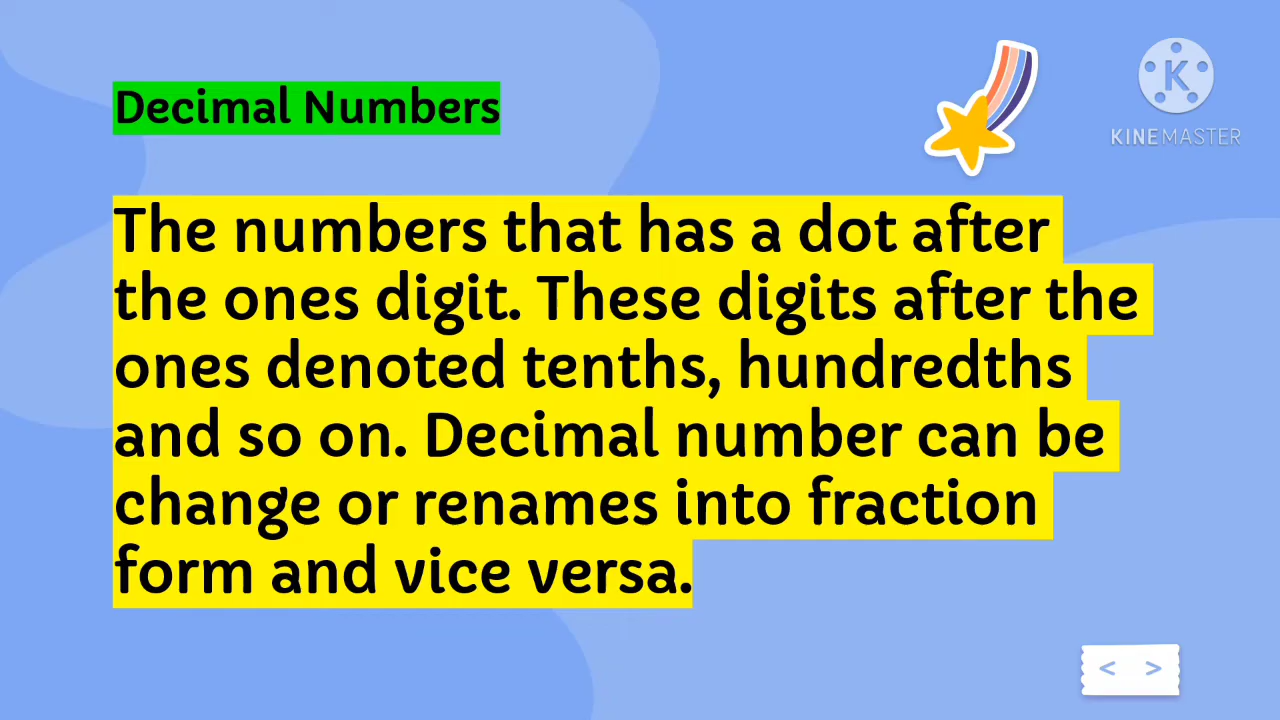 Decimal Numbers
K
KINEMASTER
The numbers that has a dot after
the ones digit. These digits after the
ones denoted tenths, hundredths
and so on. Decimal number can be
change or renames into fraction
form and vice versa.
< >